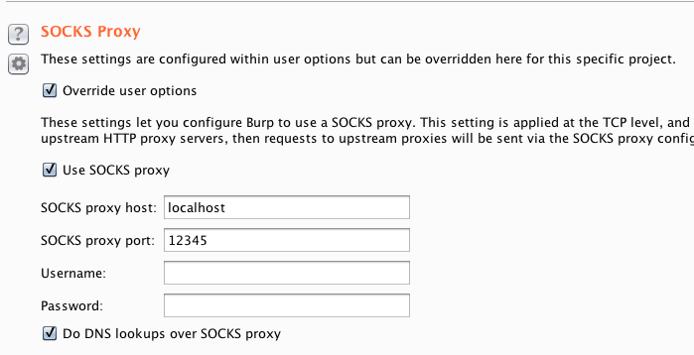 ?
SOCKS Proxy
These settings are configured within user options but can be overridden here for this specific project.
Override user options
These settings let you configure Burp to use a SOCKS proxy. This setting is applied at the TCP level, and
upstream HTTP proxy servers, then requests to upstream proxies will be sent via the SOCKS proxy config
Use SOCKS proxy
SOCKS proxy host: localhost
SOCKS proxy port: 12345
Username:
Password:
Do DNS lookups over SOCKS proxy